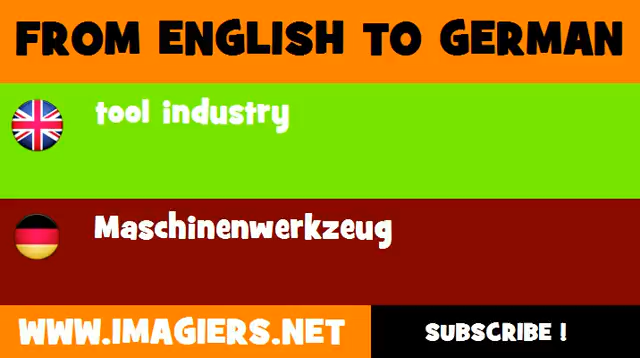 FROM ENGLISH TO GERMAN
tool industry
Maschinenwerkzeug
WWW.IMAGIERS.NET
SUBSCRIBE !